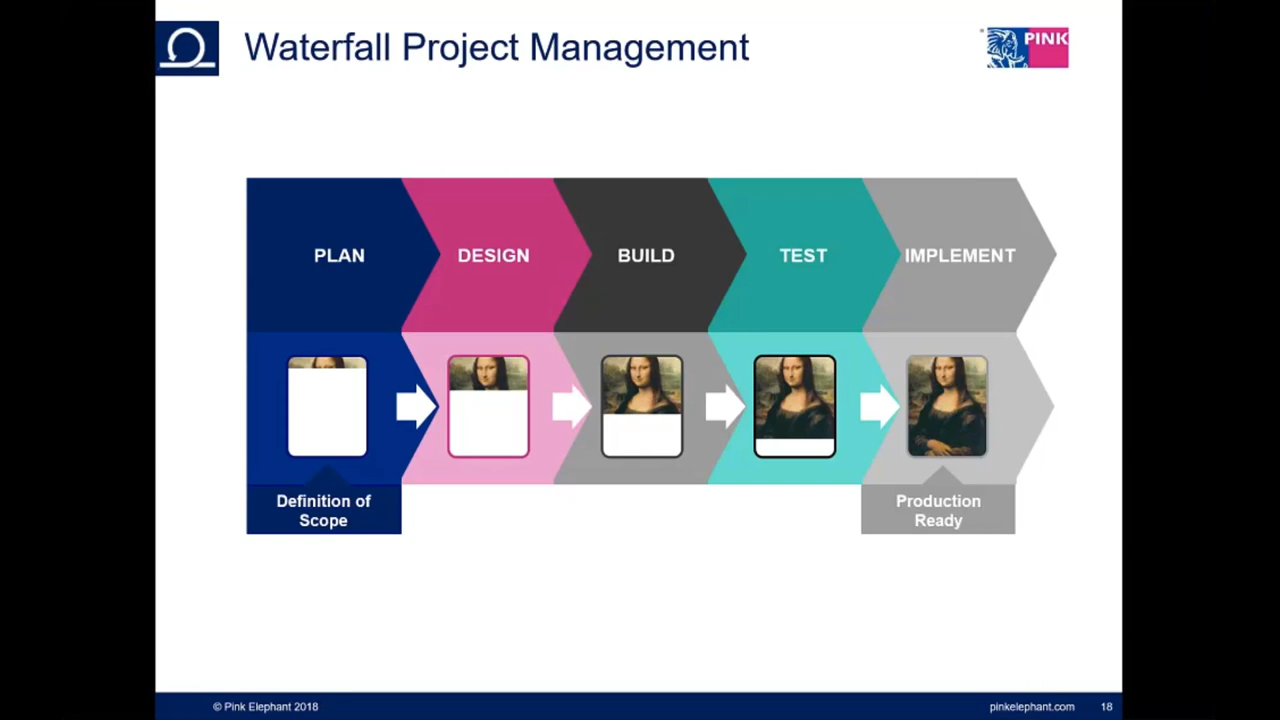 Waterfall Project Management
PINK
PLAN
DESIGN
BUILD
TEST
IMPLEMENT
Definition of
Scope
Production
Ready
© Pink Elephant 2018
pinkelephant.com
18